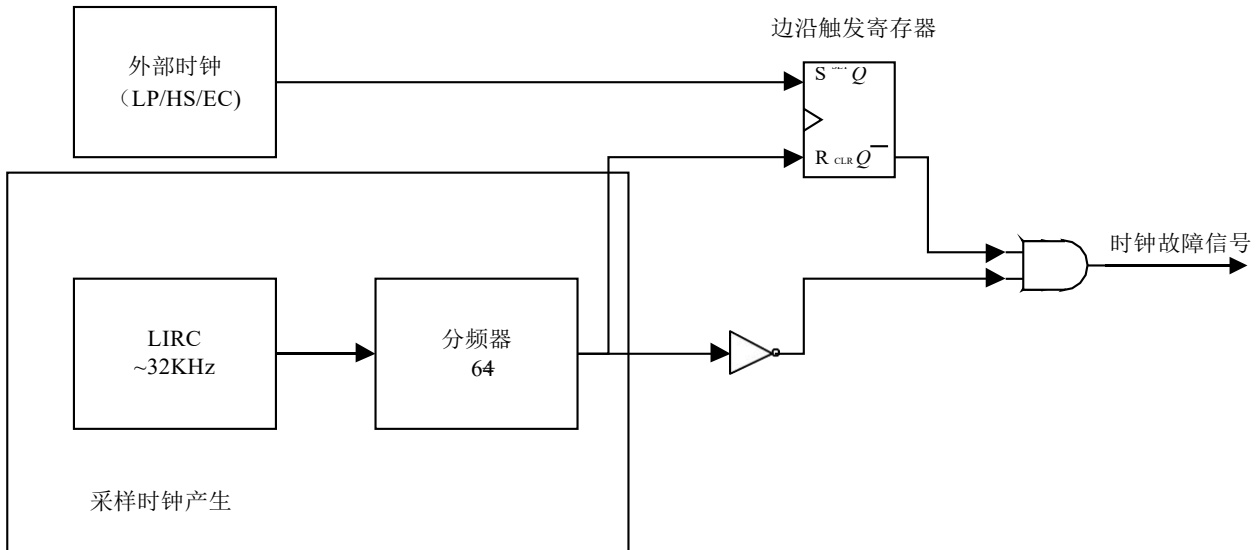 边沿触发寄存器
外部时钟
（LP/HS/EC)
S Q
R CLR Q
时钟故障信号
LIRC
~32KHz
分频器
64
采样时钟产生